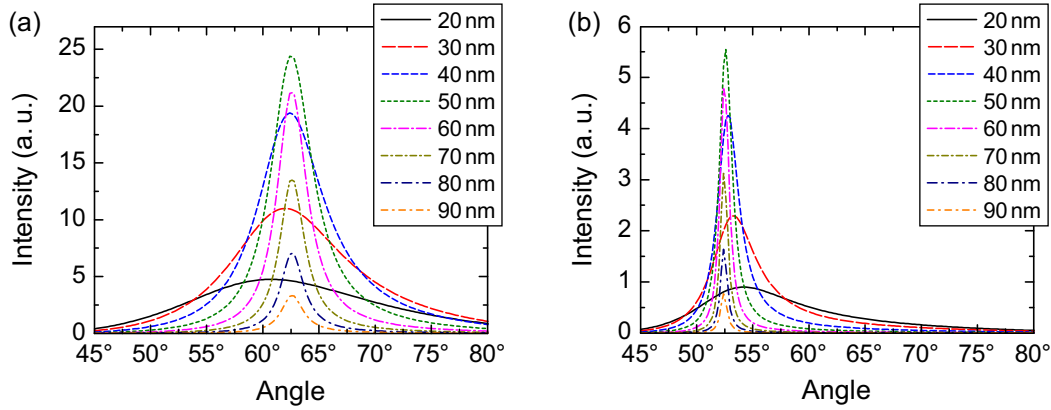 (a)
Intensity (a. u.)
25
20
15
10
5
0
45° 50° 55° 60° 65° 70° 75° 80°
Angle
20 nm
30 nm
40 nm
50 nm
60 nm
70 nm
80 nm
90 nm
(b)
Intensity (a. u.)
6
5
4
3
2
1
0
45° 50° 55° 60° 65° 70° 75° 80°
Angle
20 nm
30 nm
40 nm
50 nm
60 nm
70 nm
80 nm
90 nm